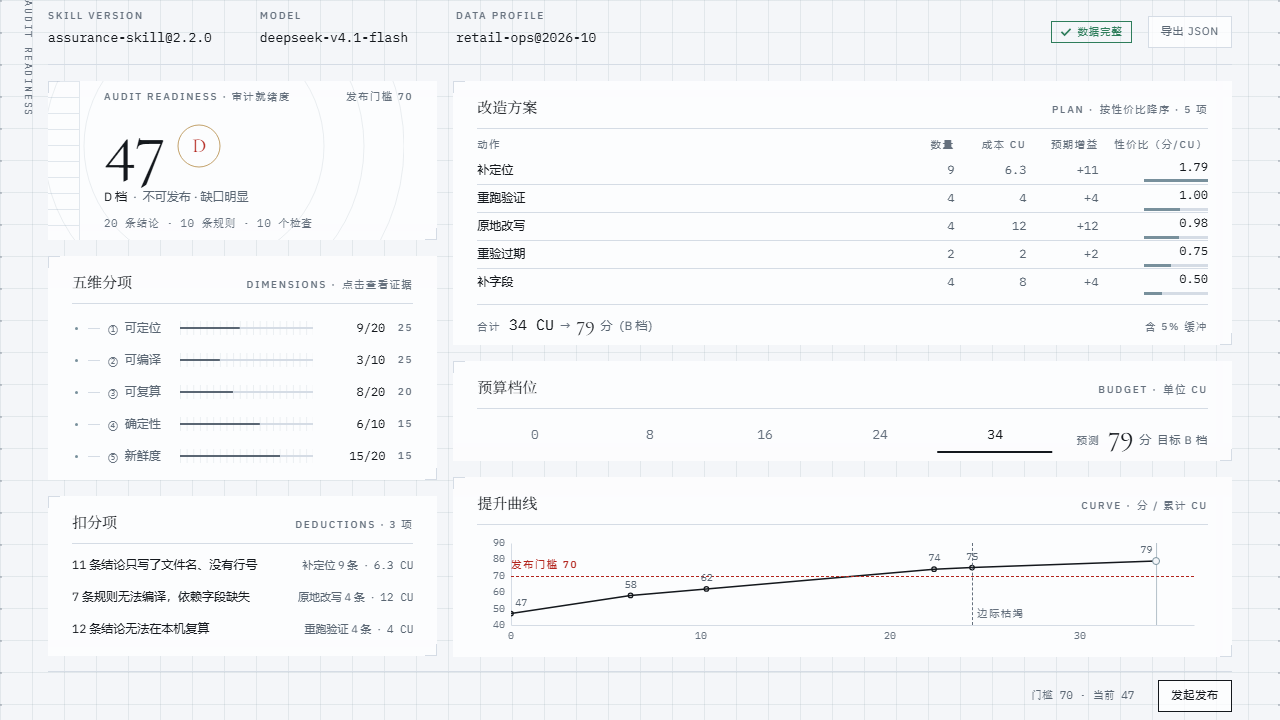 AUDIT READINESS
SKILL VERSION
assurance-skill@2.2.0
MODEL
deepseek-v4.1-flash
DATA PROFILE
retail-ops@2026-10
数据完整
导出 JSON
AUDIT READINESS · 审计就绪度
发布门槛 70
47
D
D 档 · 不可发布 · 缺口明显
20 条结论 · 10 条规则 · 10 个检查
五维分项
DIMENSIONS · 点击查看证据
① 可定位 9/20 25
② 可编译 3/10 25
③ 可复算 8/20 20
④ 确定性 6/10 15
⑤ 新鲜度 15/20 15
扣分项
DEDUCTIONS · 3 项
11 条结论只写了文件名、没有行号 补定位 9 条 · 6.3 CU
7 条规则无法编译，依赖字段缺失 原地改写 4 条 · 12 CU
12 条结论无法在本机复算 重跑验证 4 条 · 4 CU
改造方案
PLAN · 按性价比降序 · 5 项
动作 数量 成本 CU 预期增益 性价比（分/CU）
补定位 9 6.3 +11 1.79
重跑验证 4 4 +4 1.00
原地改写 4 12 +12 0.98
重验过期 2 2 +2 0.75
补字段 4 8 +4 0.50
合计 34 CU → 79 分（B 档）
含 5% 缓冲
预算档位
BUDGET · 单位 CU
0 8 16 24 34
预测 79 分 目标 B 档
提升曲线
CURVE · 分 / 累计 CU
90
80
70
60
50
40
发布门槛 70
47
58
62
74
75
79
边际枯竭
0 10 20 30
门槛 70 · 当前 47
发起发布